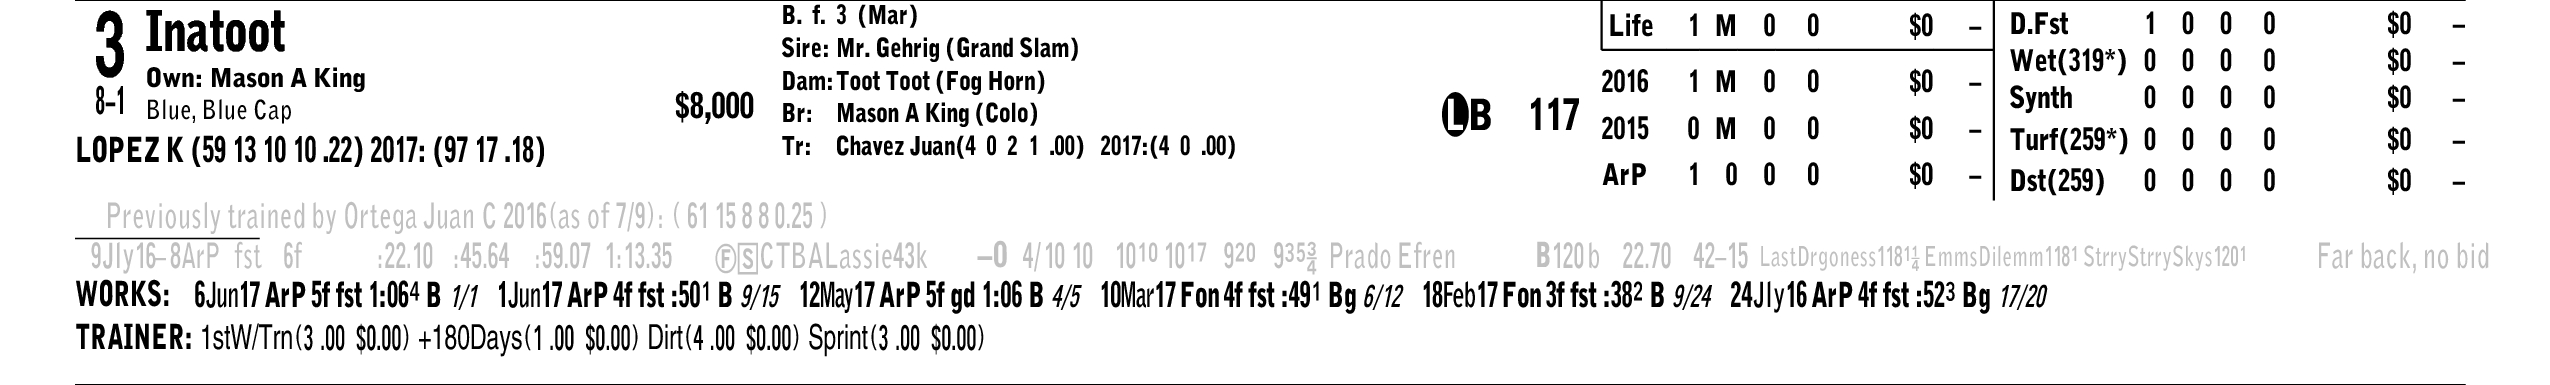 3 Inatoot
Own: Mason A King
8–1 Blue, Blue Cap
$8,000
LOPEZ K (59 13 10 10 .22) 2017: (97 17 .18)
B. f. 3 (Mar)
Sire: Mr. Gehrig (Grand Slam)
Dam: Toot Toot (Fog Horn)
Br: Mason A King (Colo)
Tr: Chavez Juan(4 0 2 1 .00) 2017:(4 0 .00)
LB 117
Life 1 M 0 0 $0 –
2016 1 M 0 0 $0 –
2015 0 M 0 0 $0 –
ArP 1 0 0 0 $0 –
D.Fst 1 0 0 0 $0 –
Wet(319*) 0 0 0 0 $0 –
Synth 0 0 0 0 $0 –
Turf(259*) 0 0 0 0 $0 –
Dst(259) 0 0 0 0 $0 –
Previously trained by Ortega Juan C 2016(as of 7/9): ( 61 15 8 8 0.25 )
9Jly16–8ArP fst 6f :22.10 :45.64 :59.07 1:13.35 ⒻⓈCTBALassie43k –0 4/10 10 10¹⁰ 10¹⁷ 9²⁰ 9³⁵¾ Prado Efren B120 b 22.70 42–15 LastDrgoness118¹¼ EmmsDilemm118¹ StrryStrrySkys120¹ Far back, no bid
WORKS: 6Jun17 ArP 5f fst 1:06⁴ B 1/1 1Jun17 ArP 4f fst :50¹ B 9/15 12May17 ArP 5f gd 1:06 B 4/5 10Mar17 Fon 4f fst :49¹ Bg 6/12 18Feb17 Fon 3f fst :38² B 9/24 24Jly16 ArP 4f fst :52³ Bg 17/20
TRAINER: 1stW/Trn(3 .00 $0.00) +180Days(1 .00 $0.00) Dirt(4 .00 $0.00) Sprint(3 .00 $0.00)